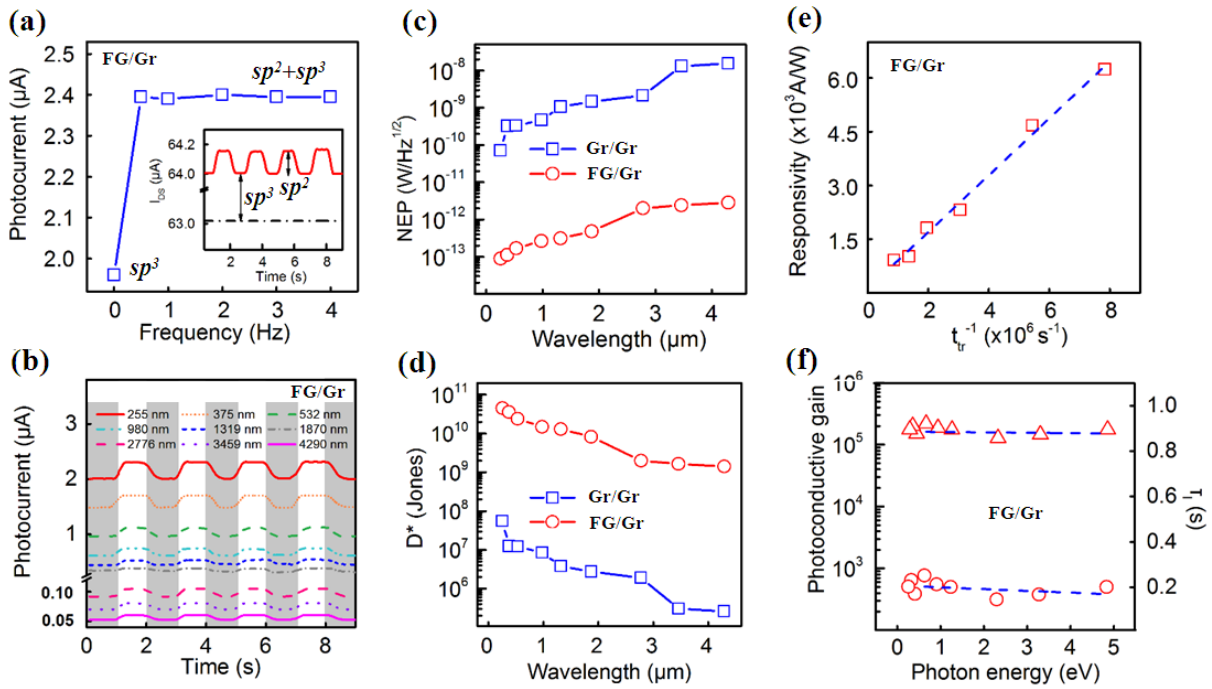 (a)
FG/Gr
2.5
2.4
2.3
2.2
2.1
2.0
Photocurrent (µA)
sp²+sp³
sp³
64.2
64.0
63.0
I_DS (µA)
sp³
sp²
2 4 6 8
Time (s)
0 1 2 3 4
Frequency (Hz)
(b)
FG/Gr
255 nm 375 nm 532 nm
980 nm 1319 nm 1870 nm
2776 nm 3459 nm 4290 nm
3
2
1
0.10
0.05
Photocurrent (µA)
0 2 4 6 8
Time (s)
(c)
10⁻⁸
10⁻⁹
10⁻¹⁰
10⁻¹¹
10⁻¹²
10⁻¹³
NEP (W/Hz^1/2)
Gr/Gr
FG/Gr
0 1 2 3 4
Wavelength (µm)
(d)
10¹¹
10¹⁰
10⁹
10⁸
10⁷
10⁶
D* (Jones)
Gr/Gr
FG/Gr
0 1 2 3 4
Wavelength (µm)
(e)
FG/Gr
6.0
4.5
3.0
1.5
Responsivity (x10³A/W)
0 2 4 6 8
t_tr⁻¹ (x10⁶ s⁻¹)
(f)
10⁶
10⁵
10⁴
10³
Photoconductive gain
FG/Gr
1.0
0.8
0.6
0.4
0.2
τ_l (s)
0 1 2 3 4 5
Photon energy (eV)